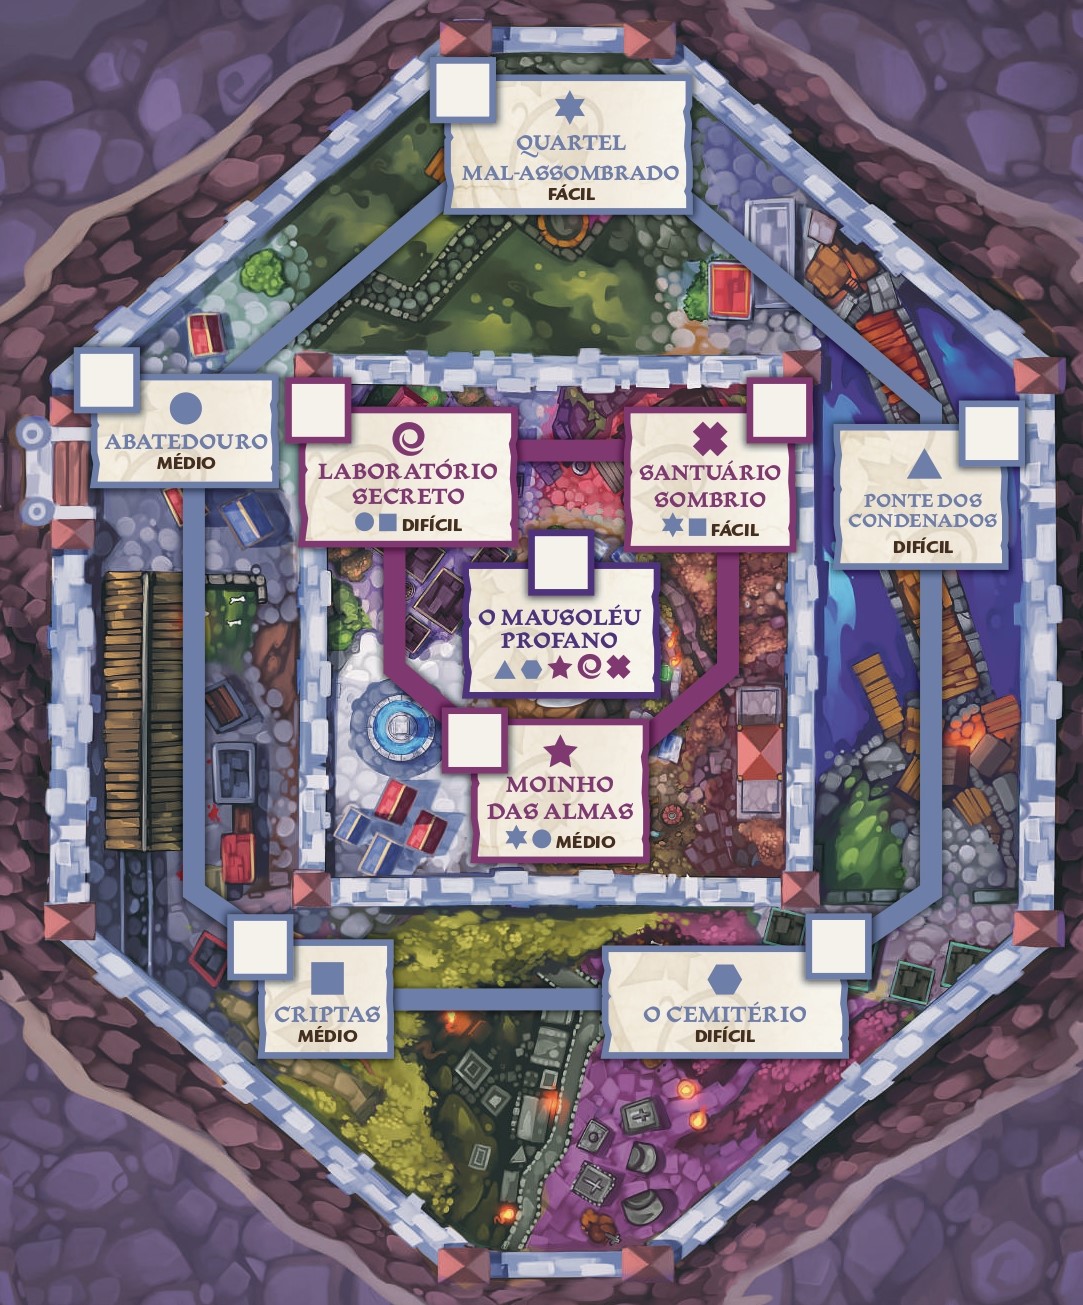 QUARTEL
MAL-ASSOMBRADO
FÁCIL
ABATEDOURO
MÉDIO
LABORATÓRIO
SECRETO
DIFÍCIL
SANTUÁRIO
SOMBRIO
FÁCIL
PONTE DOS
CONDENADOS
DIFÍCIL
O MAUSOLÉU
PROFANO
MOINHO
DAS ALMAS
MÉDIO
CRIPTAS
MÉDIO
O CEMITÉRIO
DIFÍCIL